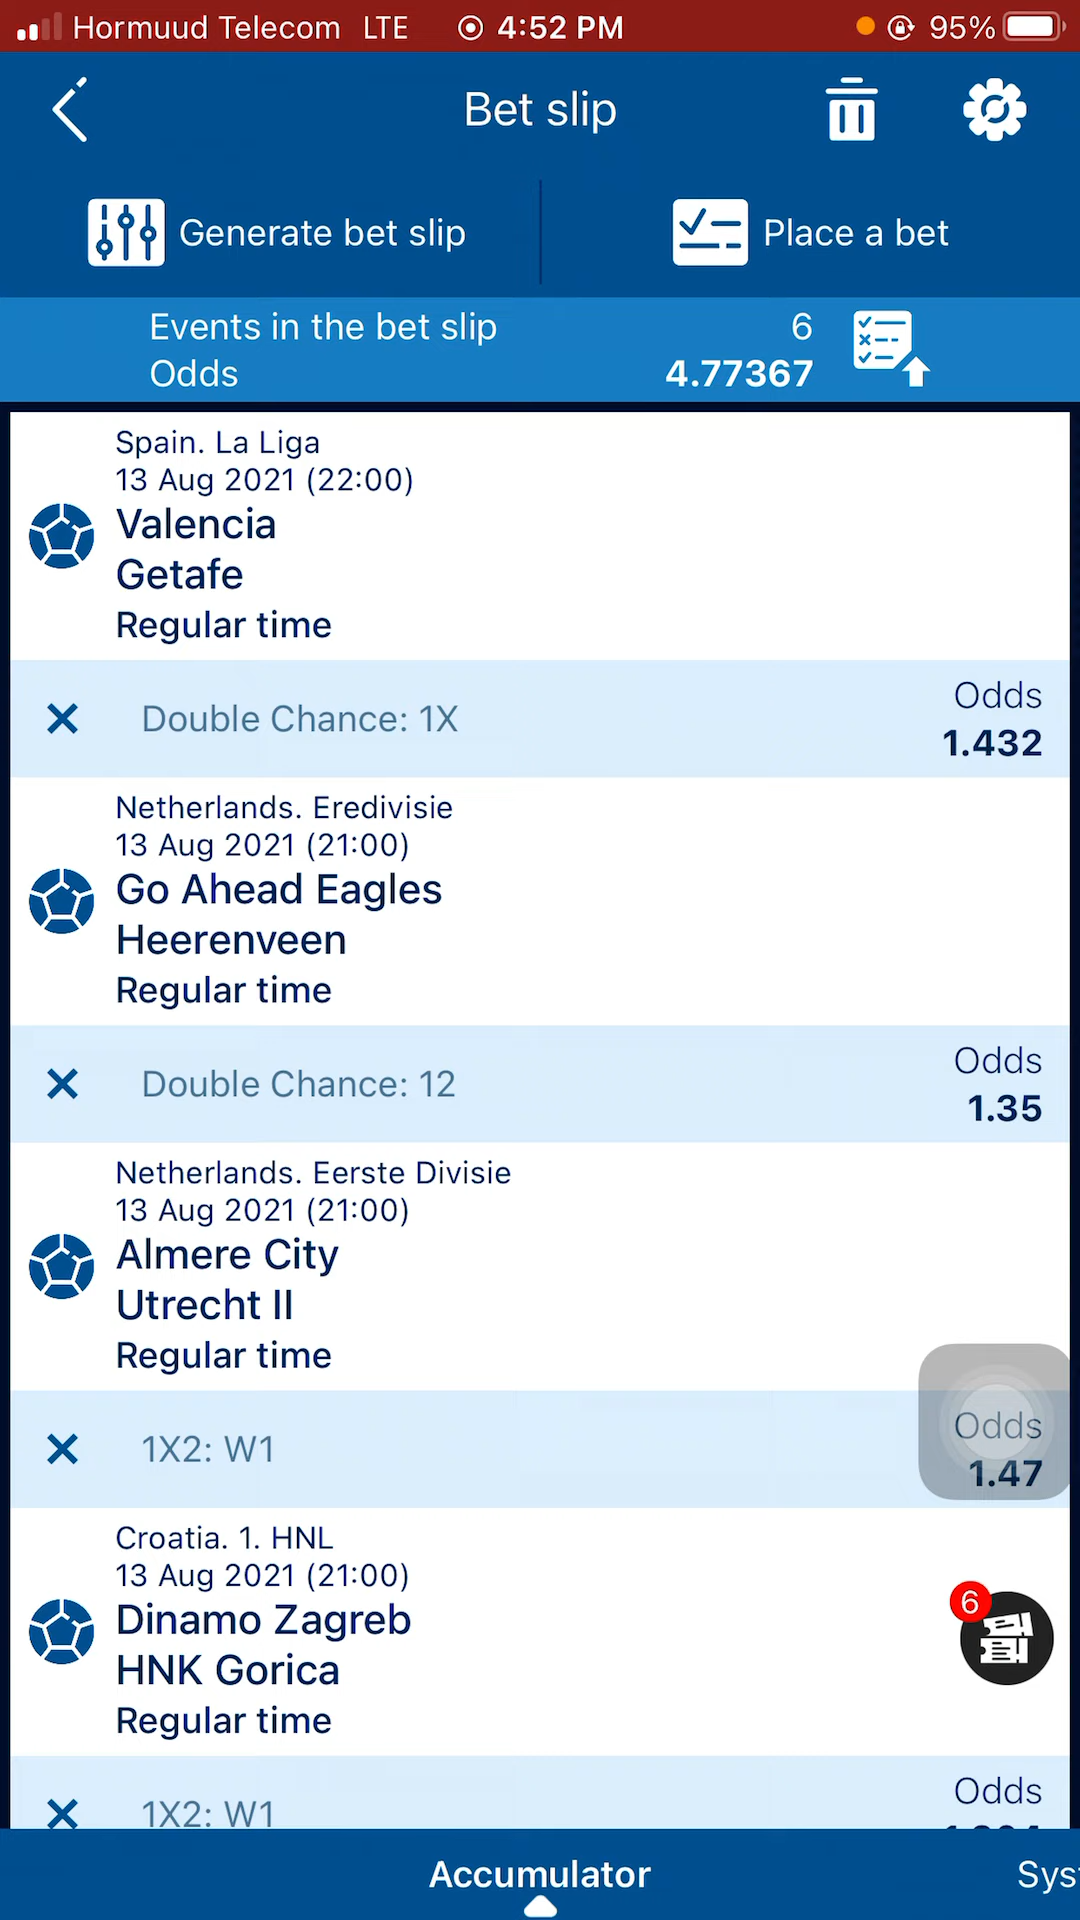 Hormuud Telecom LTE 4:52 PM 95%
Bet slip
Generate bet slip Place a bet
Events in the bet slip 6
Odds 4.77367
Spain. La Liga
13 Aug 2021 (22:00)
Valencia
Getafe
Regular time
Odds
Double Chance: 1X
1.432
Netherlands. Eredivisie
13 Aug 2021 (21:00)
Go Ahead Eagles
Heerenveen
Regular time
Odds
Double Chance: 12
1.35
Netherlands. Eerste Divisie
13 Aug 2021 (21:00)
Almere City
Utrecht II
Regular time
Odds
1X2: W1
1.47
Croatia. 1. HNL
13 Aug 2021 (21:00)
6
Dinamo Zagreb
HNK Gorica
Regular time
Odds
1X2: W1
Accumulator Sys